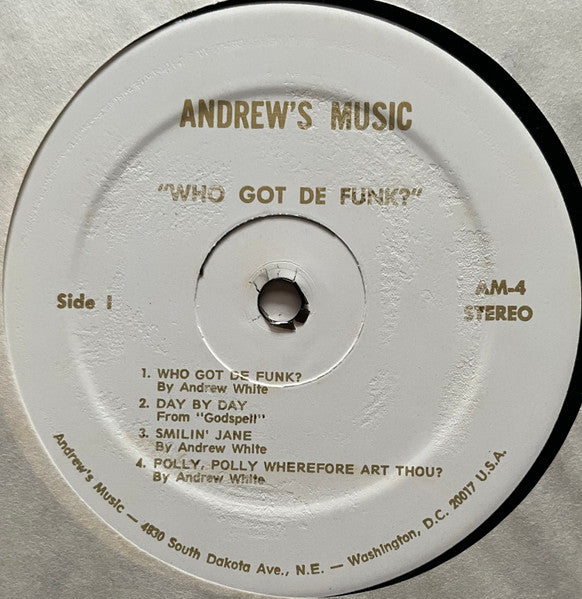 ANDREW'S MUSIC
"WHO GOT DE FUNK?"
Side 1
AM-4
STEREO
1. WHO GOT DE FUNK?
By Andrew White
2. DAY BY DAY
From "Godspell"
3. SMILIN' JANE
By Andrew White
4. POLLY, POLLY WHEREFORE ART THOU?
By Andrew White
Andrew's Music — 4830 South Dakota Ave., N.E. — Washington, D.C. 20017 U.S.A.